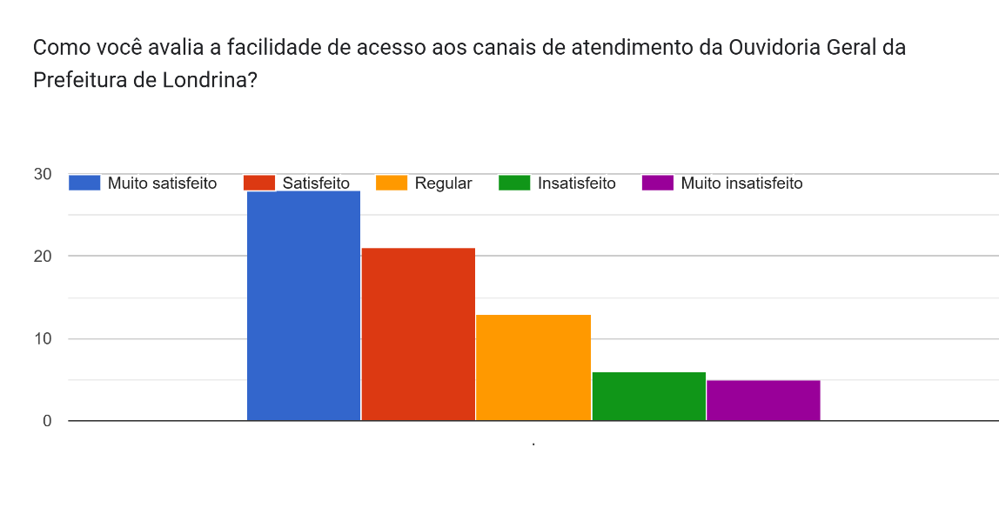 Como você avalia a facilidade de acesso aos canais de atendimento da Ouvidoria Geral da
Prefeitura de Londrina?
30
Muito satisfeito Satisfeito Regular Insatisfeito Muito insatisfeito
20
10
0
.